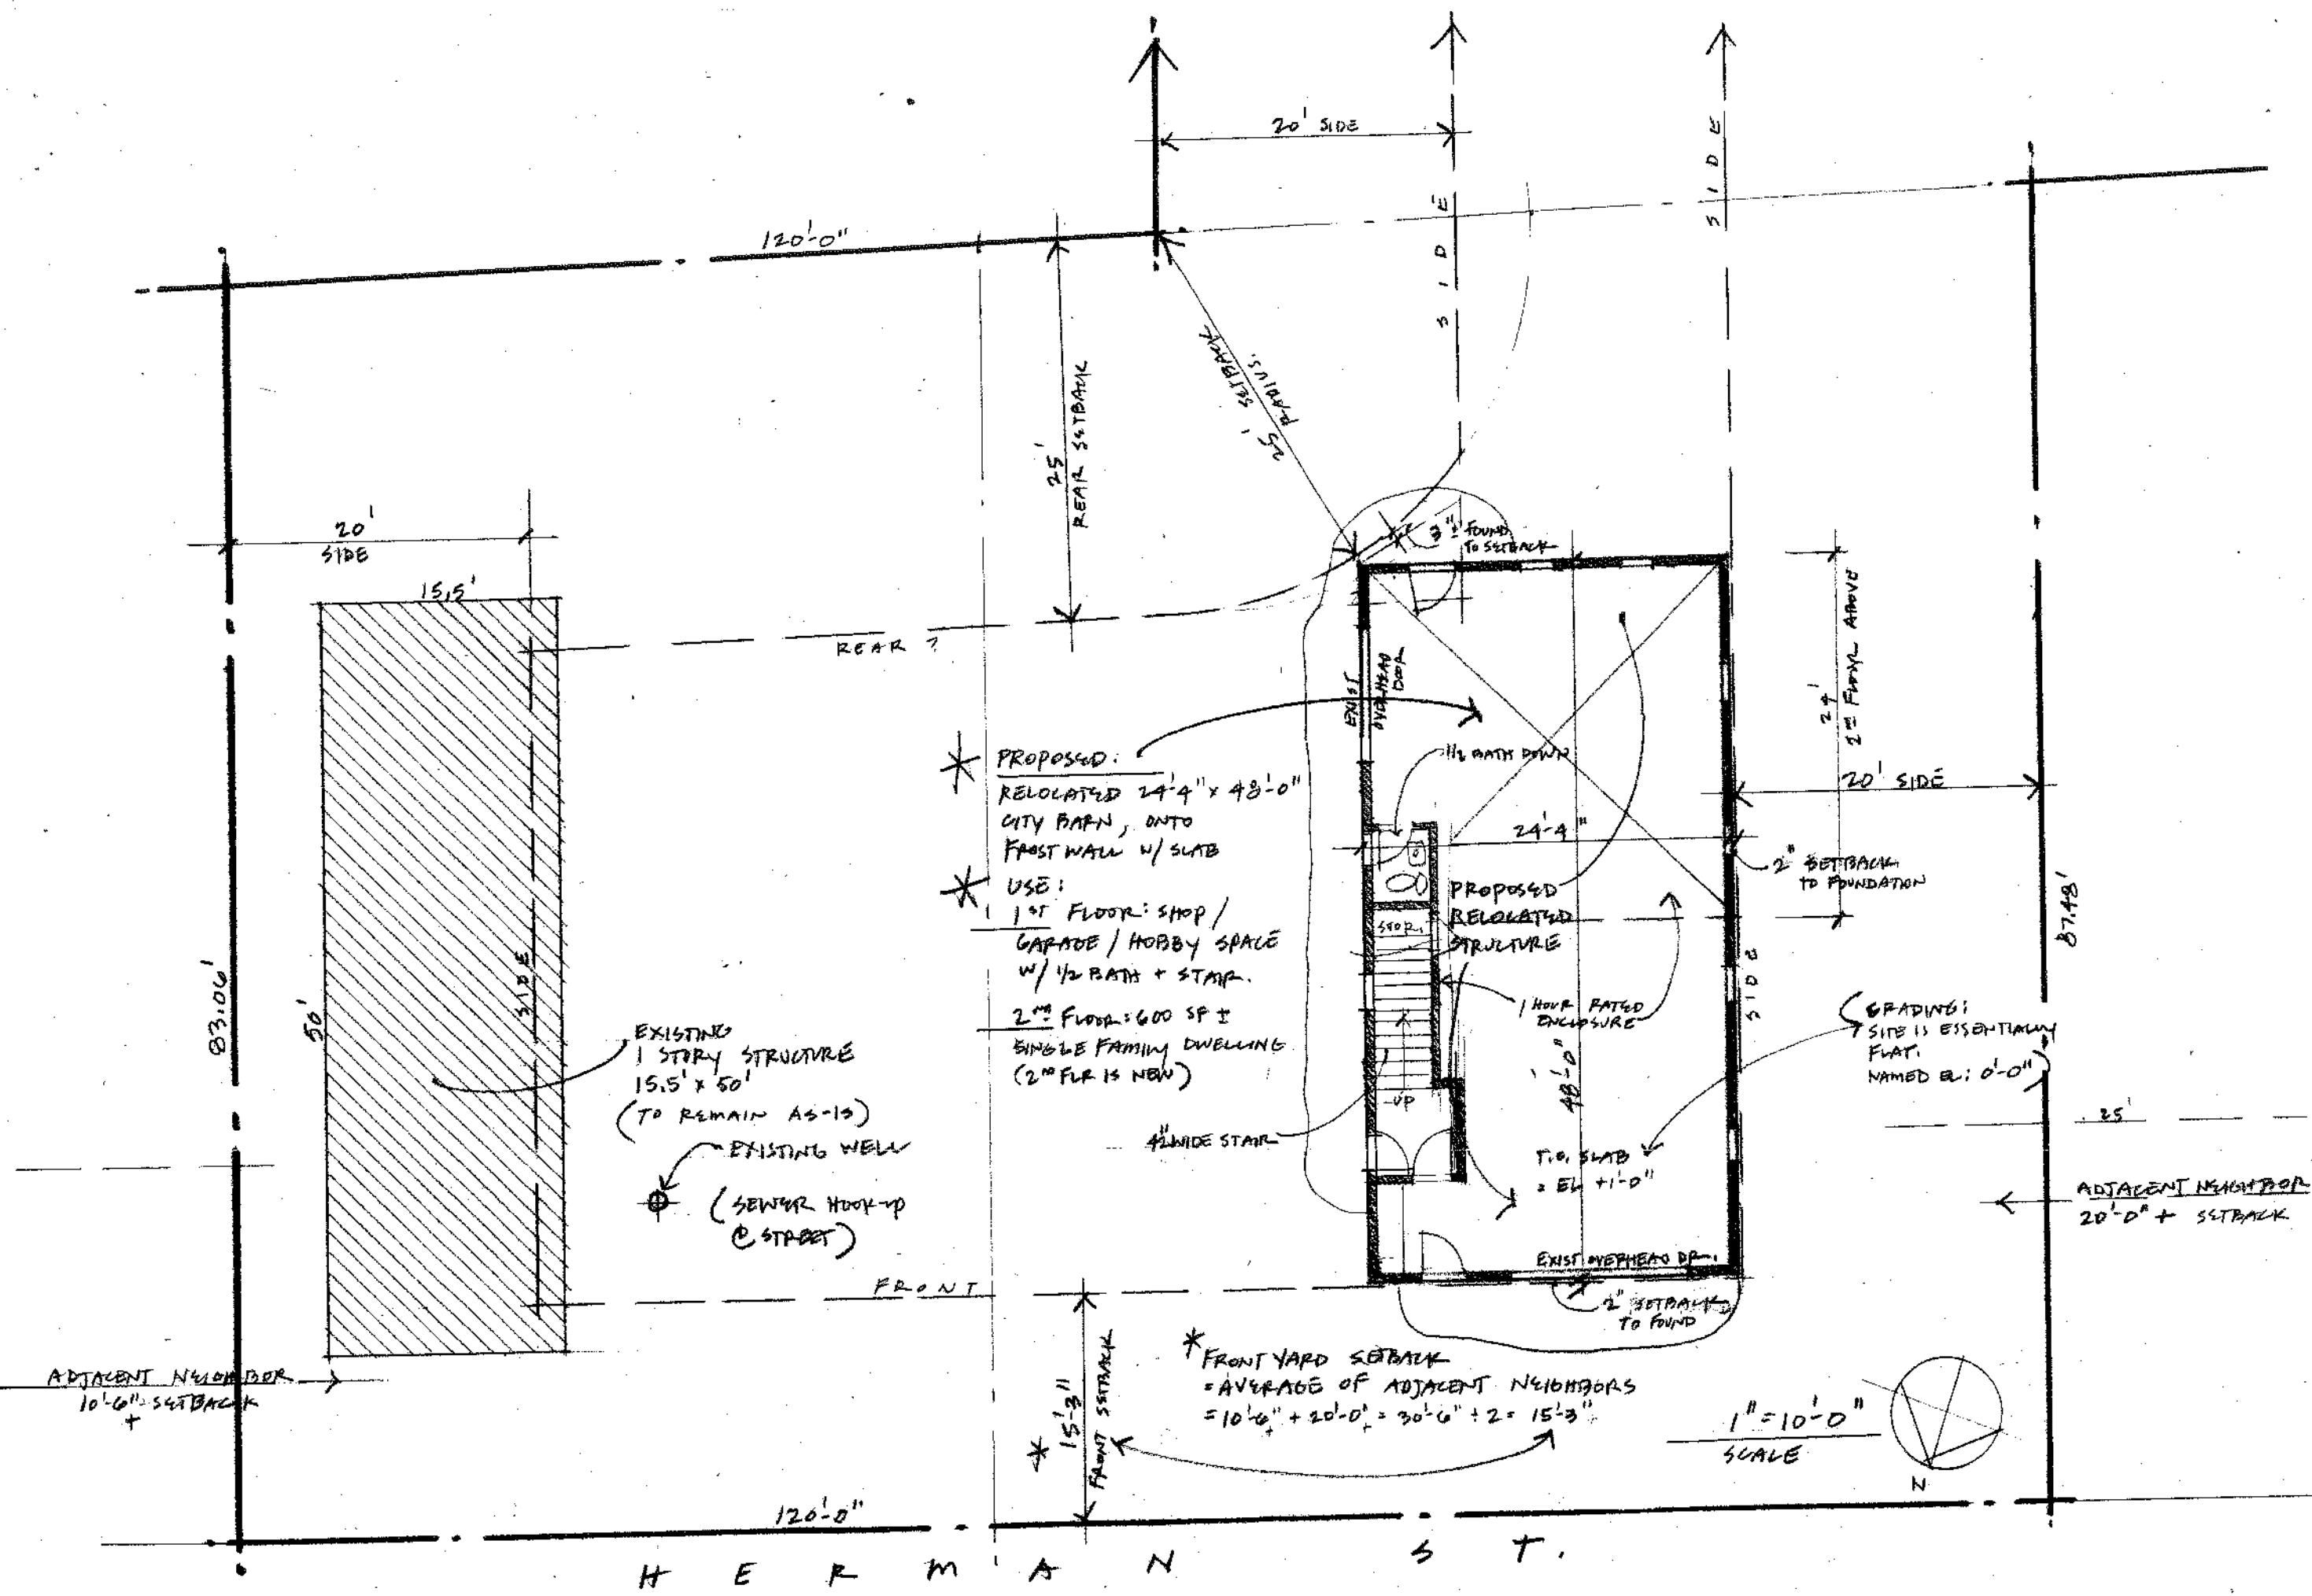 20' SIDE
SIDE
SIDE
120'-0"
25' SETBACK
RADIUS.
25'
REAR SETBACK
20'
SIDE
15.5'
3"± FOUND
TO SETBACK
REAR ?
24'
2ND FLOOR ABOVE
EXIST
OVERHEAD
DOOR
* PROPOSED:
RELOCATED 24'-4" x 48'-0"
CITY BARN, ONTO
FROST WALL W/ SLAB
* USE:
1ST FLOOR: SHOP /
GARAGE / HOBBY SPACE
W/ 1/2 BATH + STAIR.
2ND FLOOR: 600 SF ±
SINGLE FAMILY DWELLING
(2ND FLR IS NEW)
1/2 BATH DOWN
20' SIDE
24'-4"
2" SETBACK
TO FOUNDATION
PROPOSED
RELOCATED
STRUCTURE
STOR.
87.48'
83.06'
50'
SIDE
SIDE
1 HOUR RATED
ENCLOSURE
48'-0"
GRADING:
SITE IS ESSENTIALLY
FLAT.
NAMED EL: 0'-0"
EXISTING
1 STORY STRUCTURE
15.5' x 50'
(TO REMAIN AS-IS)
EXISTING WELL
(SEWER HOOK-UP
@ STREET)
UP
42" WIDE STAIR
T.O. SLAB
= EL +1'-0"
25'
ADJACENT NEIGHBOR
20'-0" + SETBACK
EXIST. OVERHEAD DR.
2" SETBACK
TO FOUND
FRONT
ADJACENT NEIGHBOR
10'-6" SETBACK
+
* 15'-3"
FRONT SETBACK
* FRONT YARD SETBACK
= AVERAGE OF ADJACENT NEIGHBORS
= 10'-6" + 20'-0" = 30'-6" ÷ 2 = 15'-3"
1" = 10'-0"
SCALE
N
120'-0"
HERMAN ST.